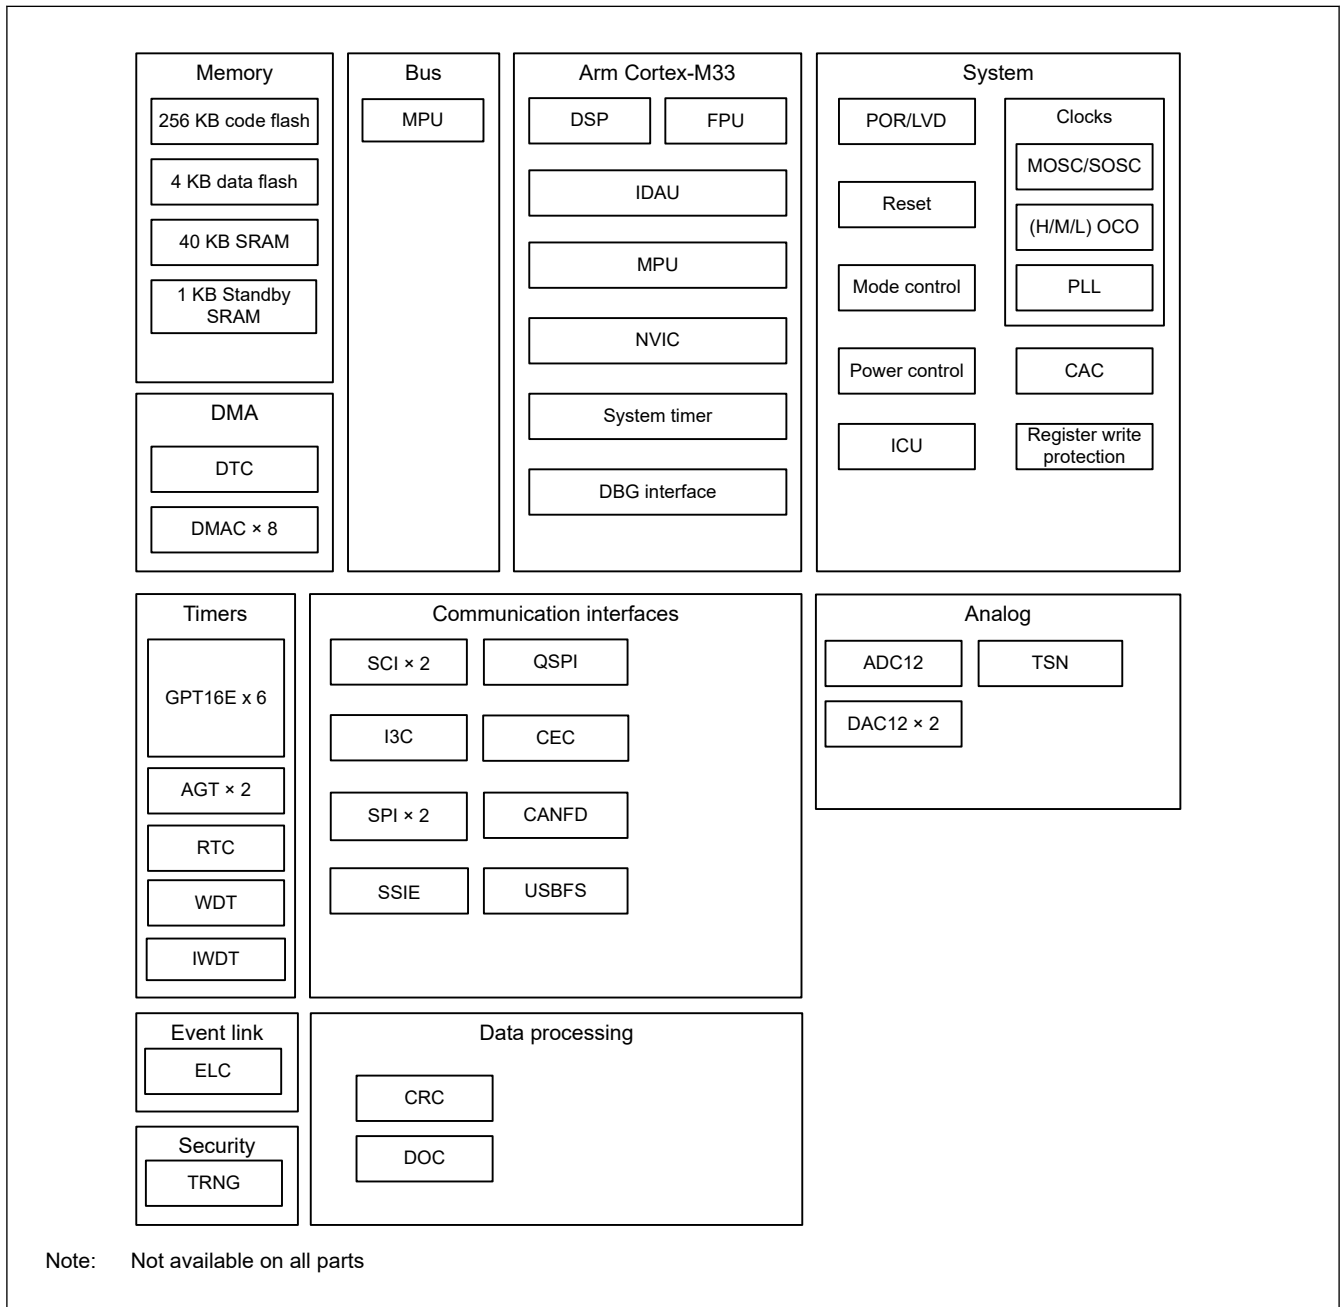 Memory
256 KB code flash
4 KB data flash
40 KB SRAM
1 KB Standby
SRAM
DMA
DTC
DMAC × 8
Bus
MPU
Arm Cortex-M33
DSP
FPU
IDAU
MPU
NVIC
System timer
DBG interface
System
POR/LVD
Reset
Mode control
Power control
ICU
Clocks
MOSC/SOSC
(H/M/L) OCO
PLL
CAC
Register write
protection
Timers
GPT16E x 6
AGT × 2
RTC
WDT
IWDT
Communication interfaces
SCI × 2
QSPI
I3C
CEC
SPI × 2
CANFD
SSIE
USBFS
Analog
ADC12
TSN
DAC12 × 2
Event link
ELC
Security
TRNG
Data processing
CRC
DOC
Note: Not available on all parts